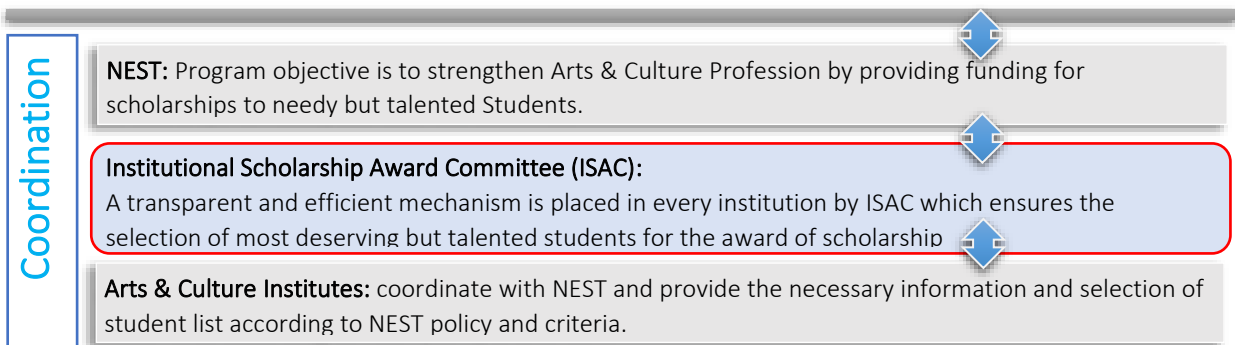 Coordination
NEST: Program objective is to strengthen Arts & Culture Profession by providing funding for
scholarships to needy but talented Students.
Institutional Scholarship Award Committee (ISAC):
A transparent and efficient mechanism is placed in every institution by ISAC which ensures the
selection of most deserving but talented students for the award of scholarship
Arts & Culture Institutes: coordinate with NEST and provide the necessary information and selection of
student list according to NEST policy and criteria.